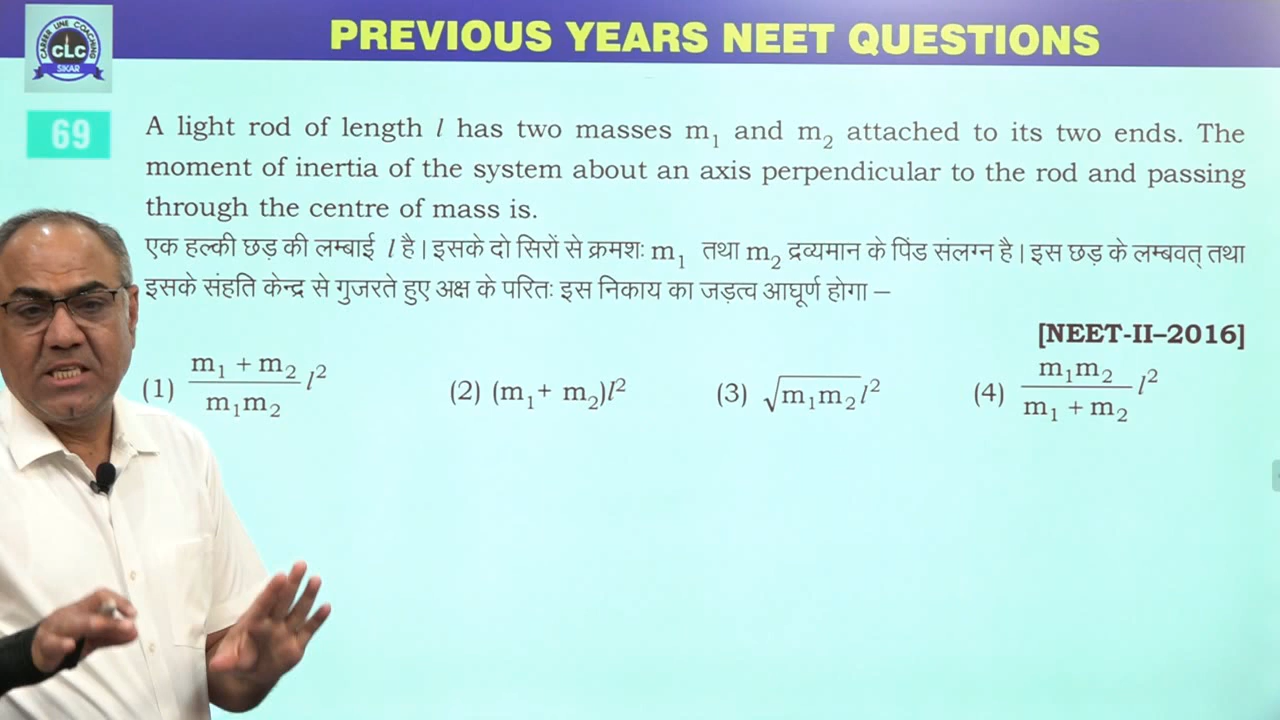 PREVIOUS YEARS NEET QUESTIONS
CAREER LINE COACHING
CLC
SIKAR
69
A light rod of length l has two masses m₁ and m₂ attached to its two ends. The
moment of inertia of the system about an axis perpendicular to the rod and passing
through the centre of mass is.
एक हल्की छड़ की लम्बाई l है। इसके दो सिरों से क्रमशः m₁ तथा m₂ द्रव्यमान के पिंड संलग्न है। इस छड़ के लम्बवत् तथा
इसके संहति केन्द्र से गुजरते हुए अक्ष के परितः इस निकाय का जड़त्व आघूर्ण होगा –
[NEET-II–2016]
(1) (m₁ + m₂)/(m₁m₂) l² (2) (m₁+ m₂)l² (3) √(m₁m₂) l² (4) (m₁m₂)/(m₁ + m₂) l²